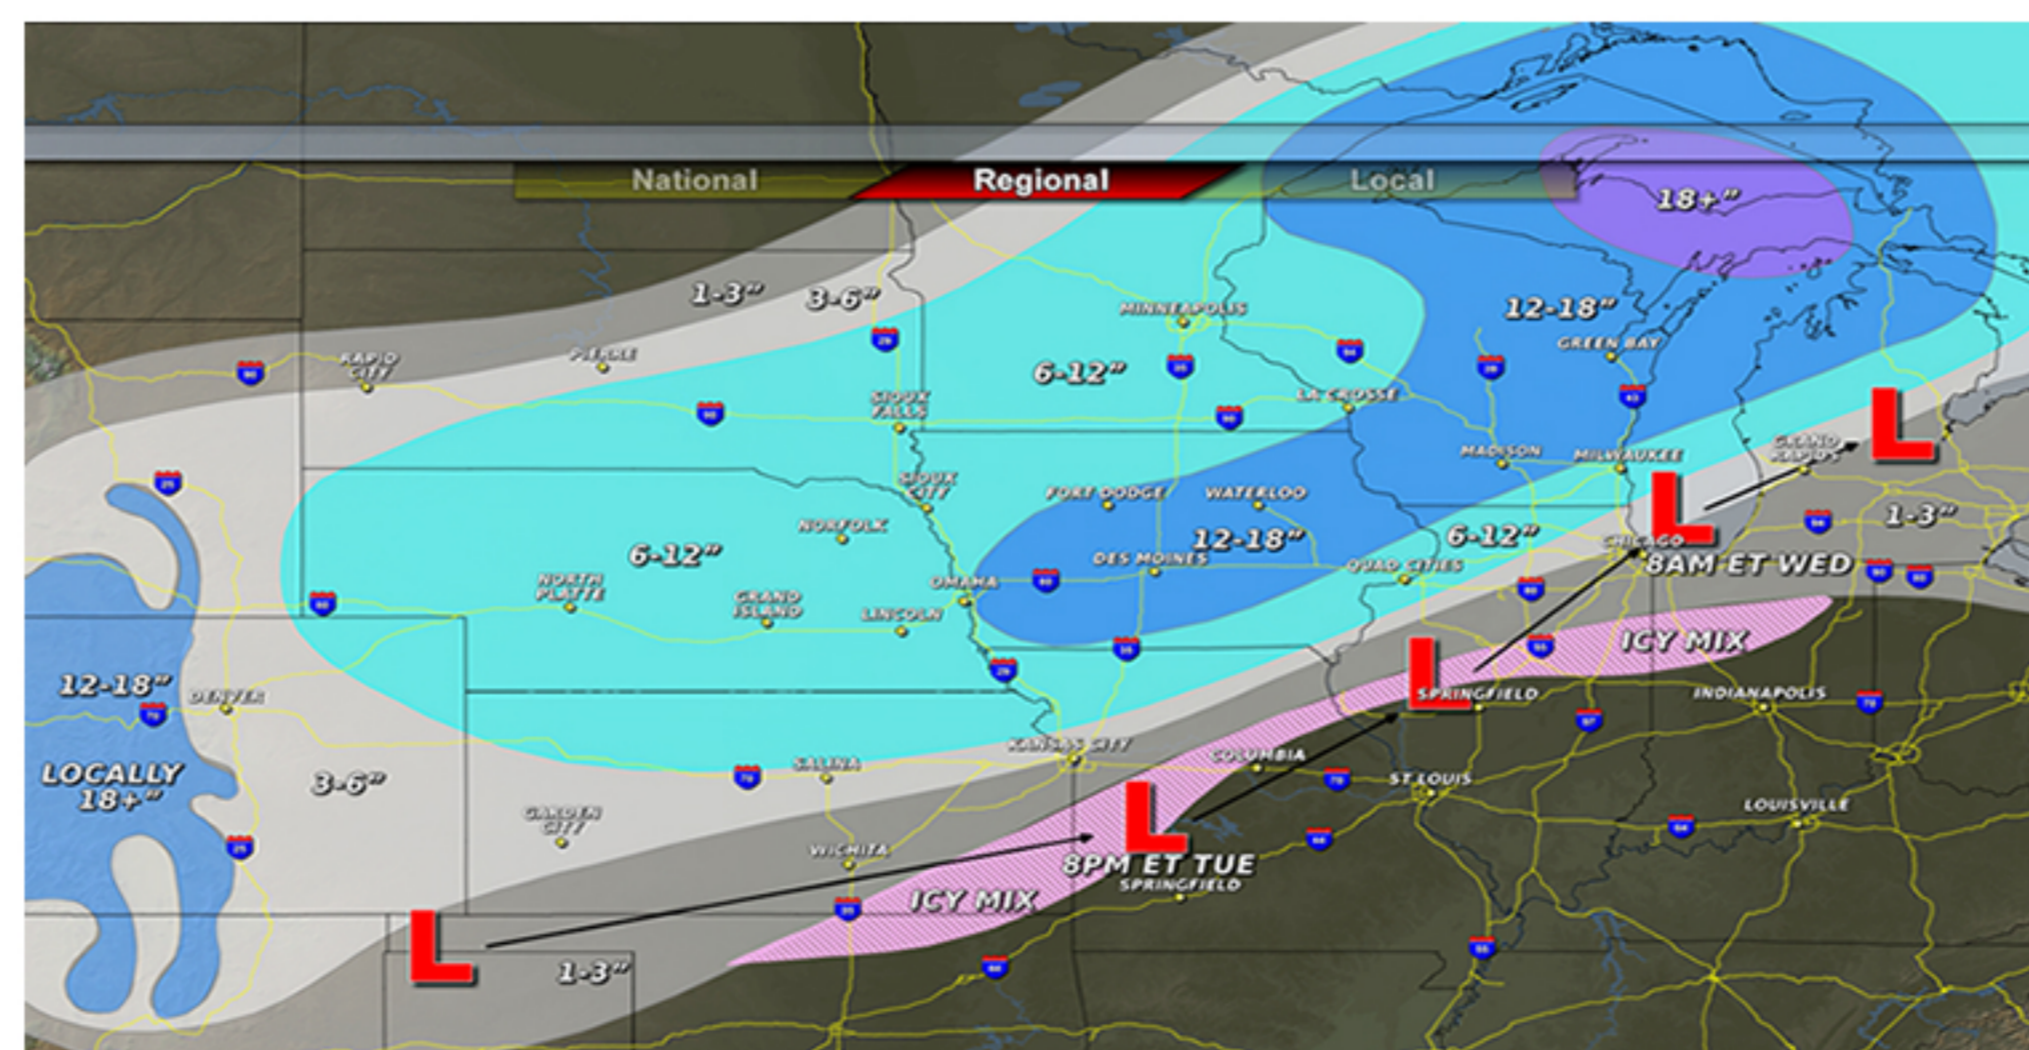 National
Regional
Local
18+"
1-3"
3-6"
12-18"
MINNEAPOLIS
GREEN BAY
RAPID
CITY
PIERRE
6-12"
SIOUX
FALLS
LA CROSSE
GRAND
RAPIDS
MADISON
MILWAUKEE
SIOUX
CITY
FORT DODGE
WATERLOO
NORFOLK
12-18"
6-12"
1-3"
CHICAGO
8AM ET WED
L
L
6-12"
DES MOINES
QUAD CITIES
NORTH
PLATTE
OMAHA
GRAND
ISLAND
LINCOLN
ICY MIX
L
SPRINGFIELD
INDIANAPOLIS
12-18"
DENVER
KANSAS CITY
COLUMBIA
LOCALLY
18+"
3-6"
SALINA
ST LOUIS
GARDEN
CITY
LOUISVILLE
WICHITA
L
8PM ET TUE
SPRINGFIELD
ICY MIX
L
1-3"